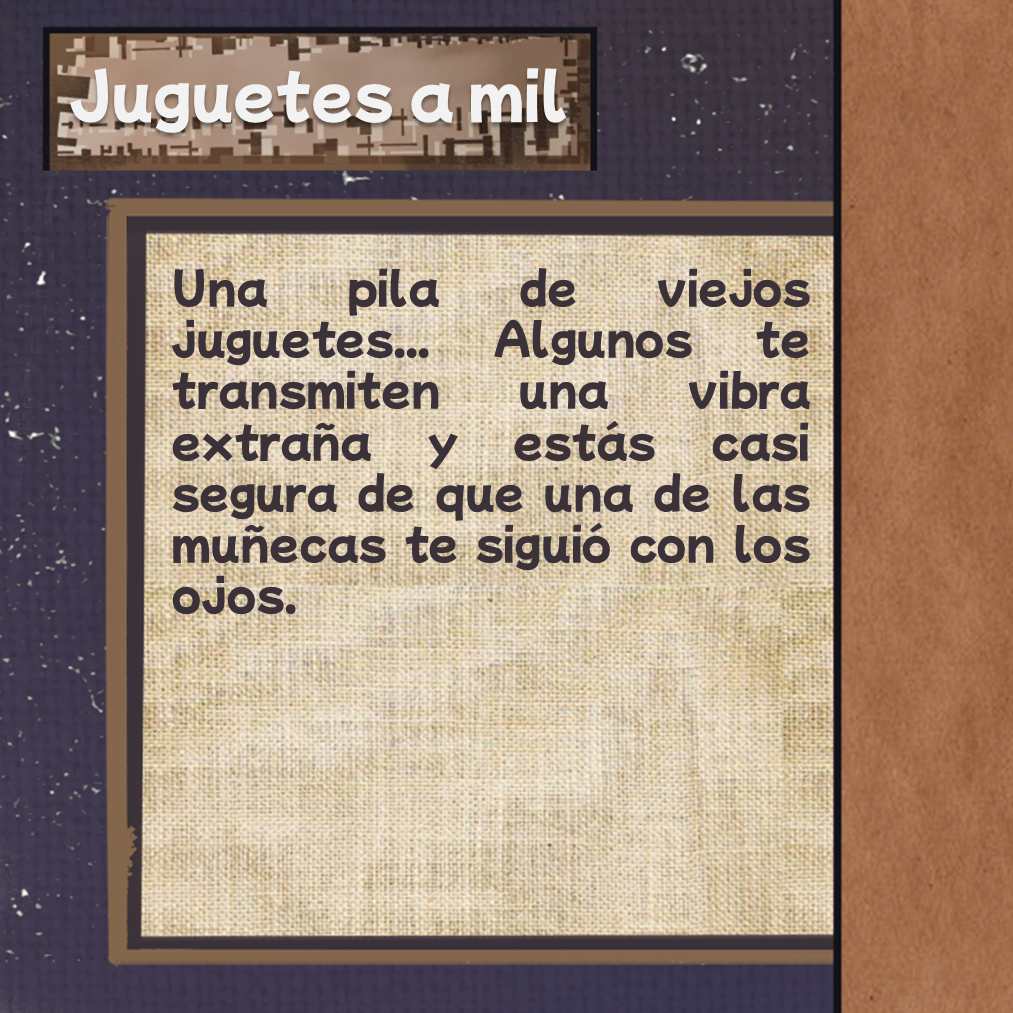 Juguetes a mil
Una pila de viejos
juguetes... Algunos te
transmiten una vibra
extraña y estás casi
segura de que una de las
muñecas te siguió con los
ojos.